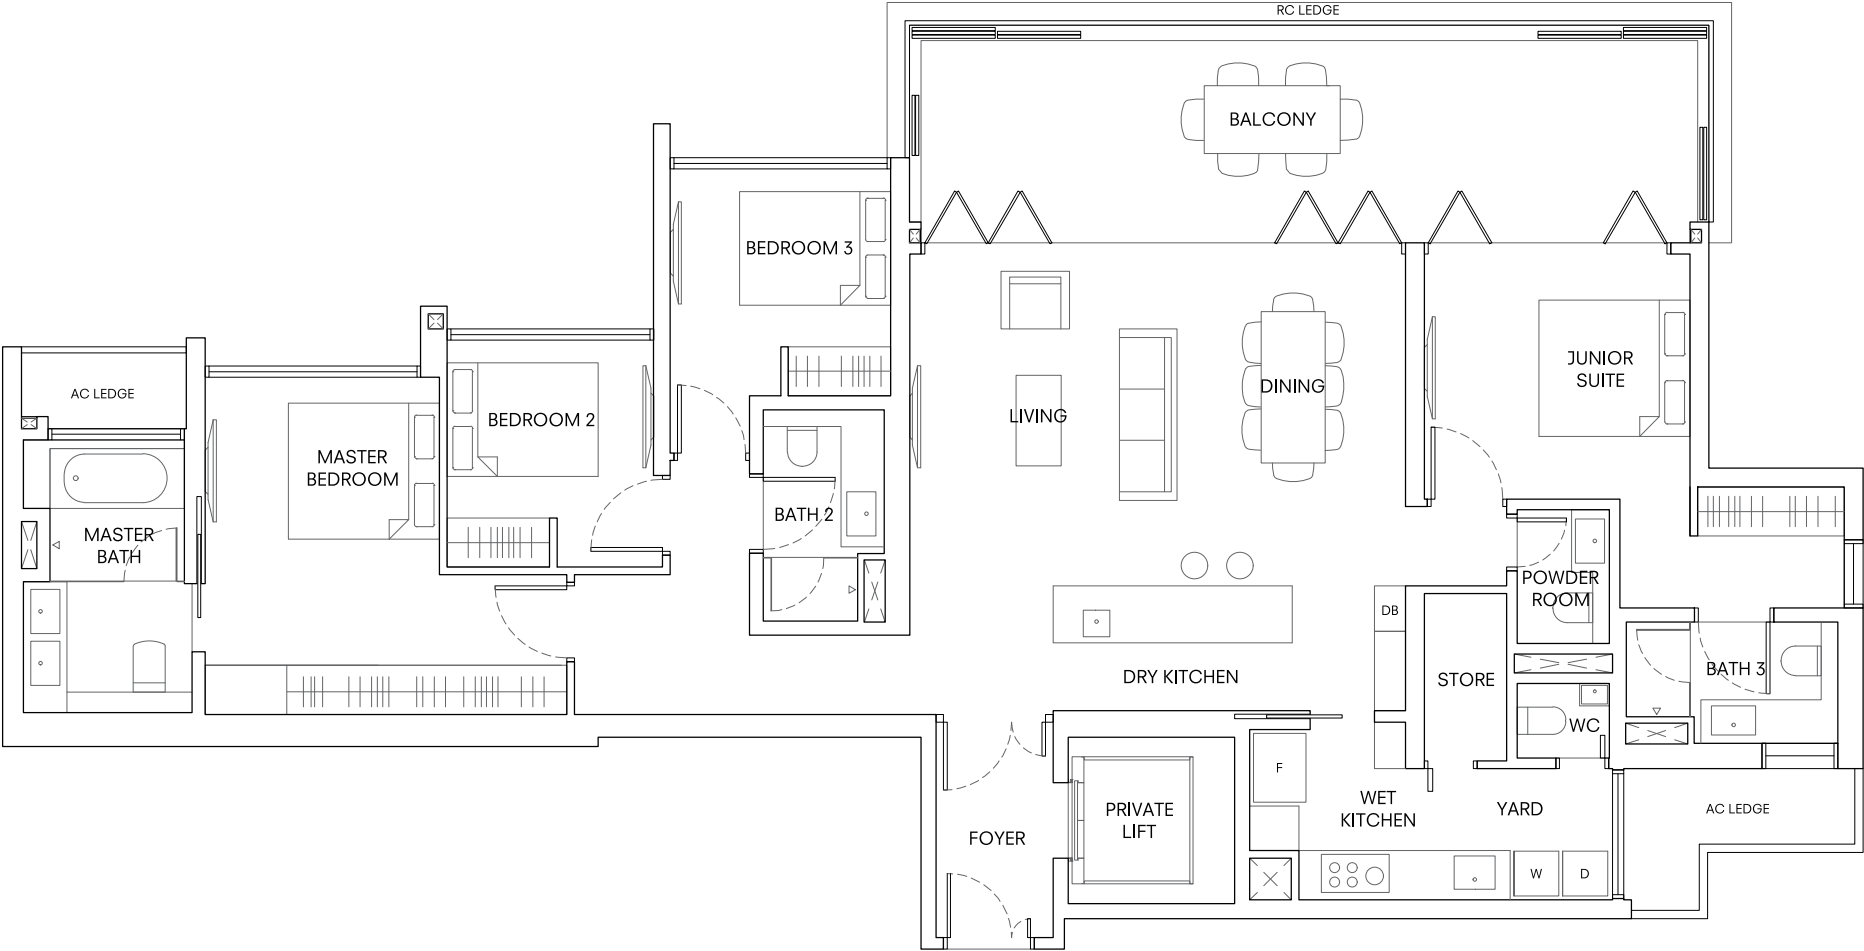 RC LEDGE
BALCONY
BEDROOM 3
JUNIOR
SUITE
AC LEDGE
DINING
LIVING
BEDROOM 2
MASTER
BEDROOM
BATH 2
MASTER
BATH
POWDER
ROOM
DB
BATH 3
DRY KITCHEN
STORE
WC
F
WET
KITCHEN
YARD
AC LEDGE
PRIVATE
LIFT
FOYER
W
D